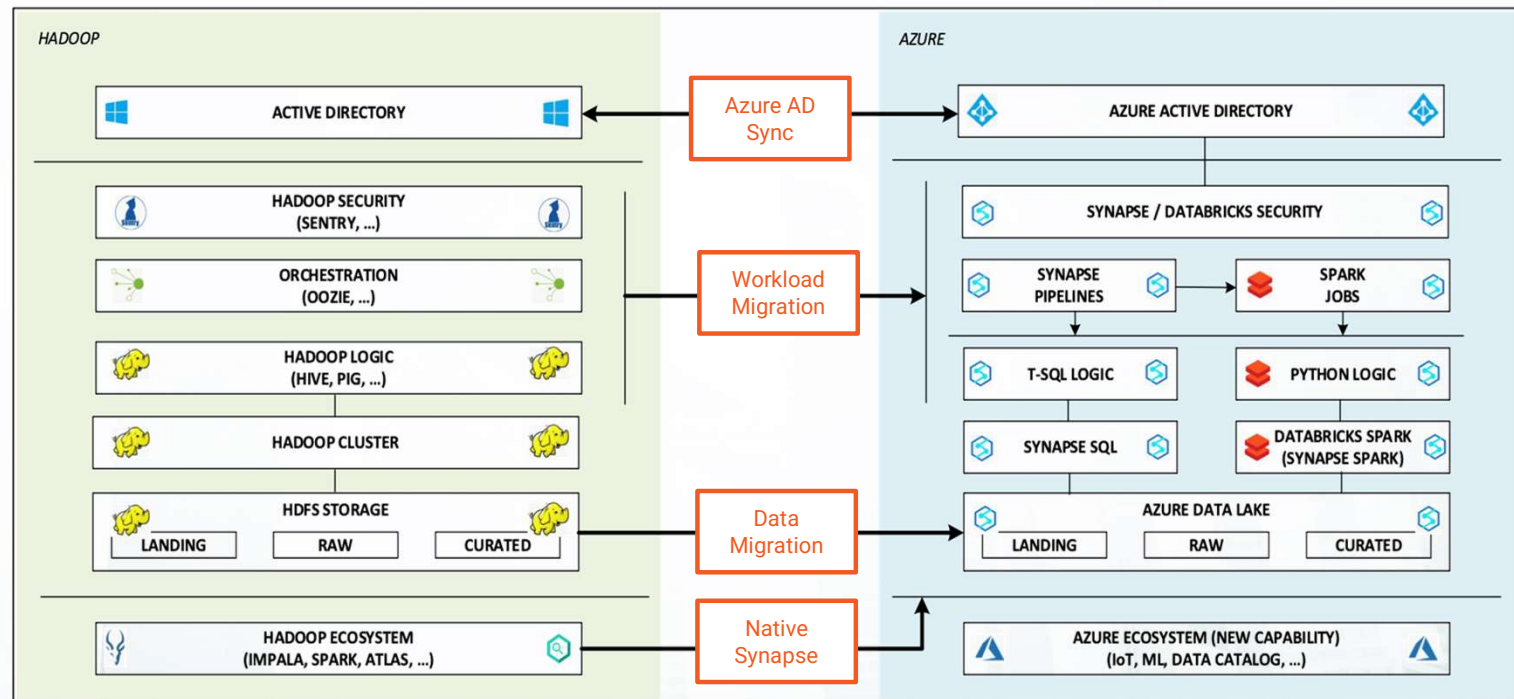 HADOOP
AZURE
ACTIVE DIRECTORY
Azure AD
Sync
AZURE ACTIVE DIRECTORY
HADOOP SECURITY
(SENTRY, ...)
Sentry
Sentry
SYNAPSE / DATABRICKS SECURITY
ORCHESTRATION
(OOZIE, ...)
Workload
Migration
SYNAPSE
PIPELINES
SPARK
JOBS
HADOOP LOGIC
(HIVE, PIG, ...)
T-SQL LOGIC
PYTHON LOGIC
HADOOP CLUSTER
SYNAPSE SQL
DATABRICKS SPARK
(SYNAPSE SPARK)
HDFS STORAGE
LANDING
RAW
CURATED
Data
Migration
AZURE DATA LAKE
LANDING
RAW
CURATED
HADOOP ECOSYSTEM
(IMPALA, SPARK, ATLAS, ...)
Native
Synapse
AZURE ECOSYSTEM (NEW CAPABILITY)
(IoT, ML, DATA CATALOG, ...)